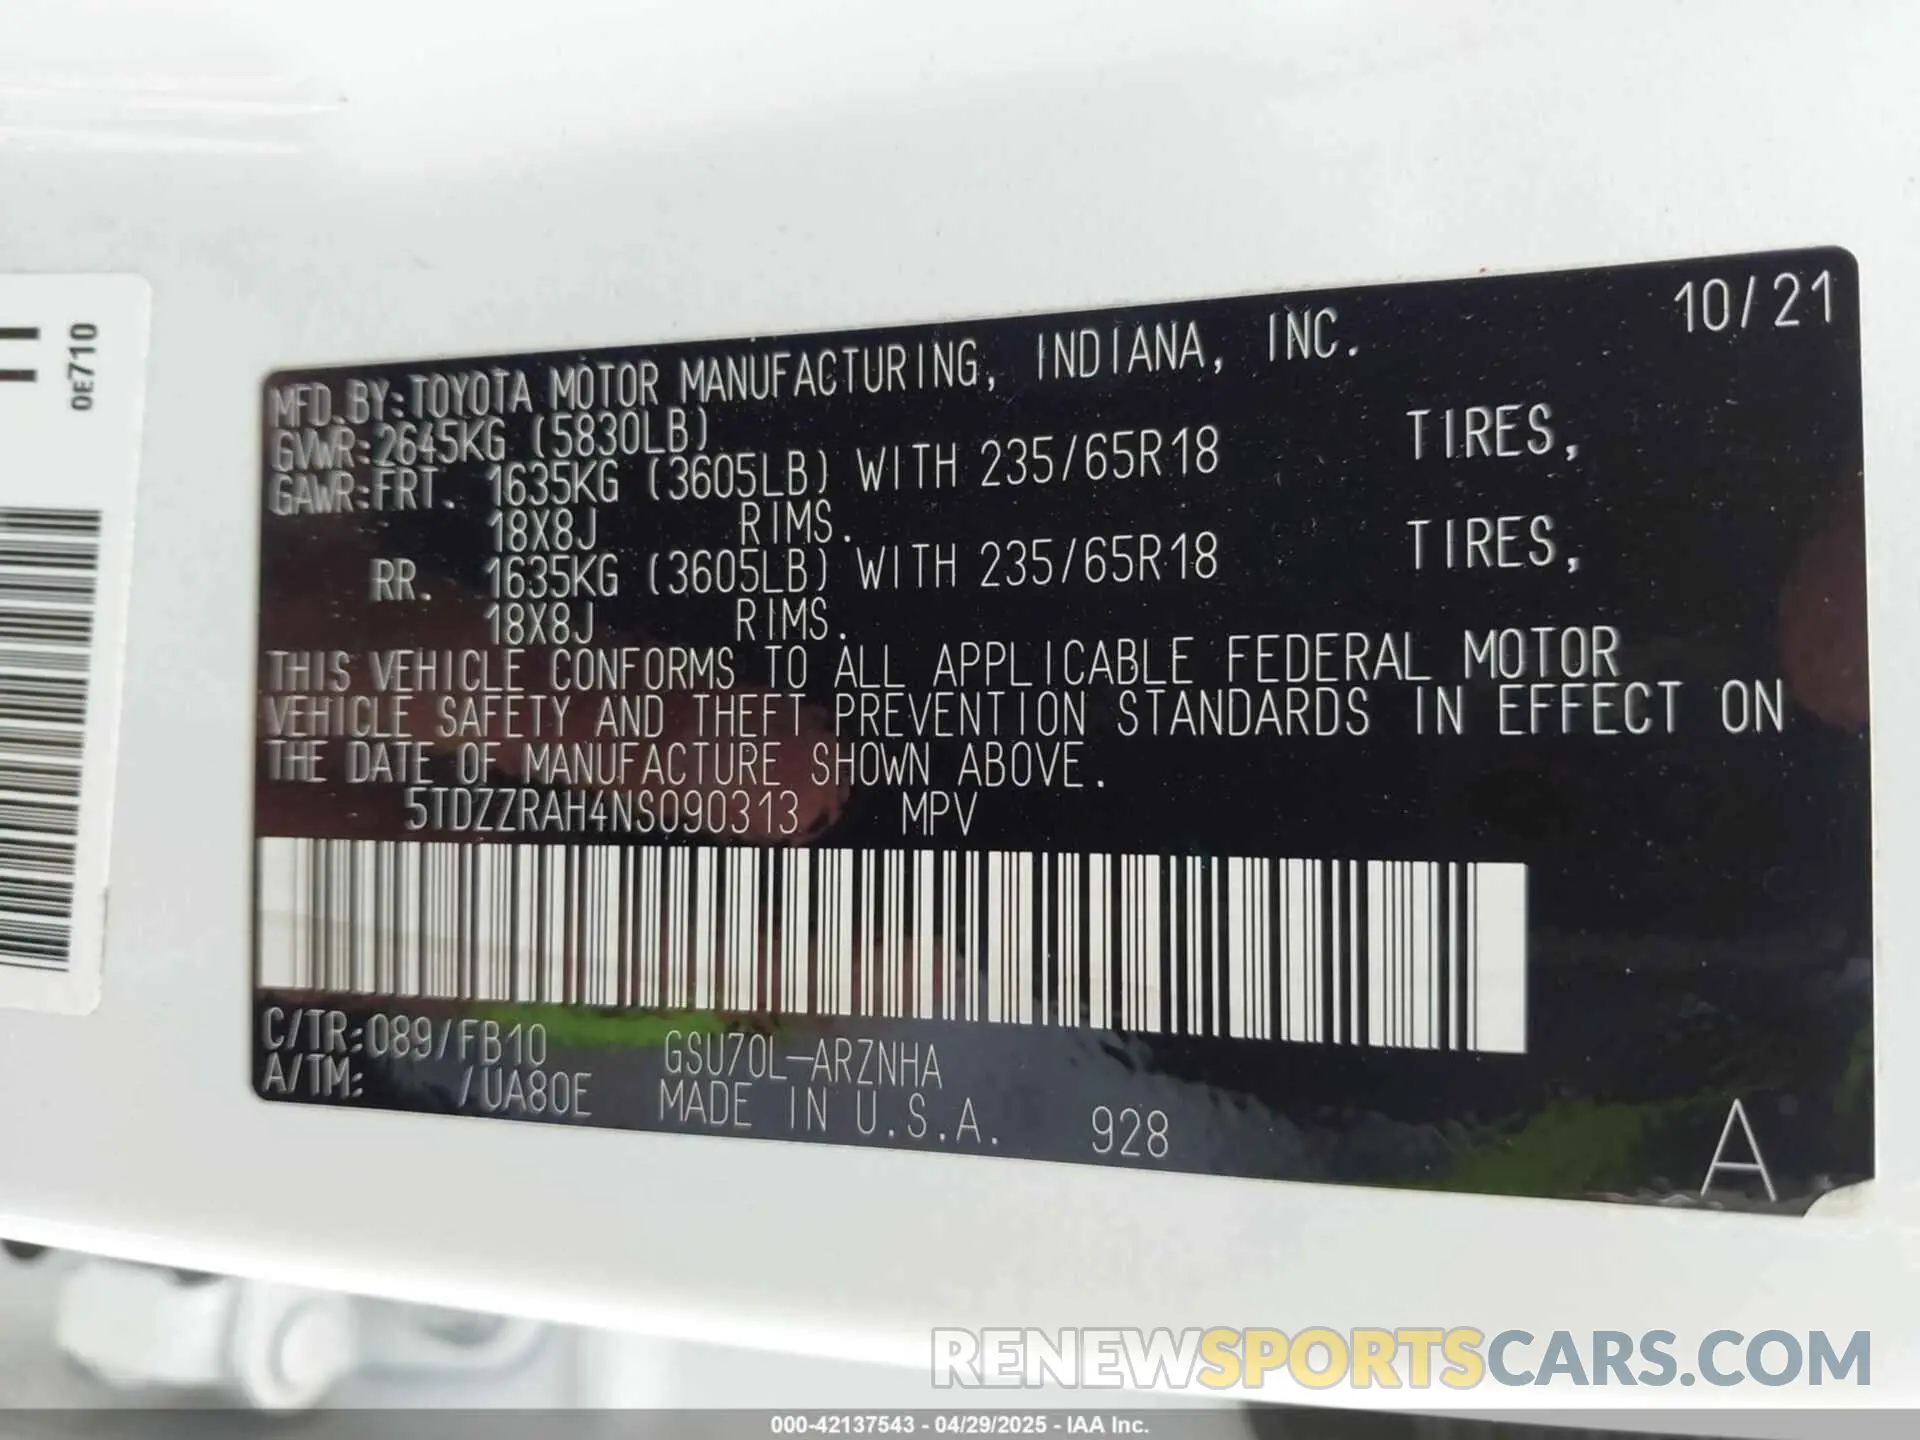 0E710
10/21
MFD.BY:TOYOTA MOTOR MANUFACTURING, INDIANA, INC.
GVWR:2645KG (5830LB)
GAWR:FRT. 1635KG (3605LB) WITH 235/65R18 TIRES,
18X8J RIMS.
RR. 1635KG (3605LB) WITH 235/65R18 TIRES,
18X8J RIMS.
THIS VEHICLE CONFORMS TO ALL APPLICABLE FEDERAL MOTOR
VEHICLE SAFETY AND THEFT PREVENTION STANDARDS IN EFFECT ON
THE DATE OF MANUFACTURE SHOWN ABOVE.
5TDZZRAH4NS090313 MPV
C/TR:089/FB10 GSU70L-ARZNHA
A/TM: /UA80E MADE IN U.S.A. 928
A
RENEWSPORTSCARS.COM
000-42137543 - 04/29/2025 - IAA Inc.